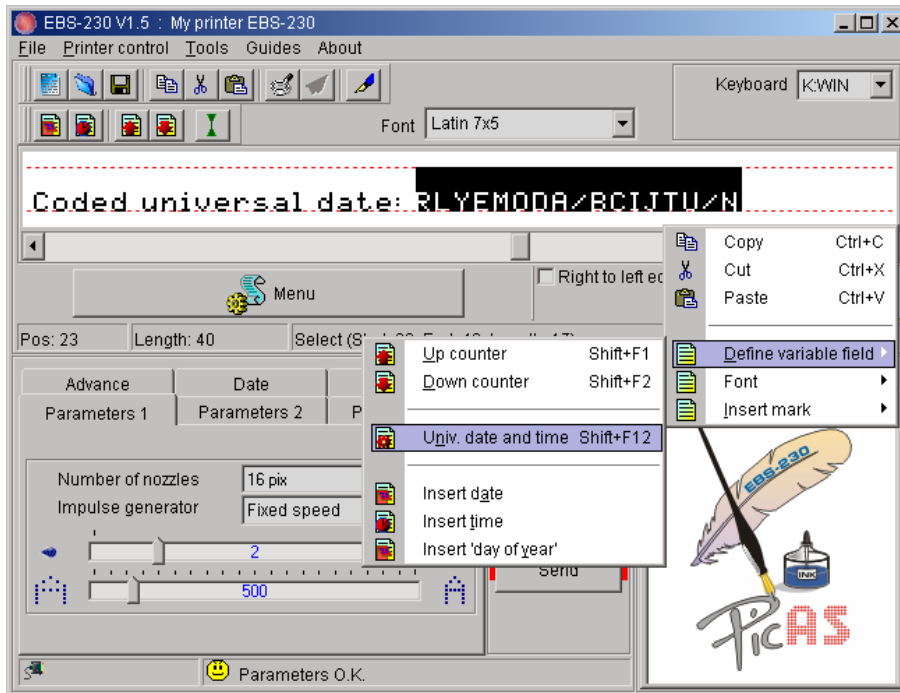 EBS-230 V1.5 : My printer EBS-230
File Printer control Tools Guides About
Keyboard K:WIN
Font Latin 7x5
Coded universal date: RLYEMODA/BCIJTU/N
Menu
Right to left
Pos: 23 Length: 40
Copy Ctrl+C
Cut Ctrl+X
Paste Ctrl+V
Define variable field
Font
Insert mark
Up counter Shift+F1
Down counter Shift+F2
Univ. date and time Shift+F12
Insert date
Insert time
Insert 'day of year'
Advance Date
Parameters 1 Parameters 2
Number of nozzles 16 pix
Impulse generator Fixed speed
2
500
Send
EBS-230
INK
PicAS
Parameters O.K.